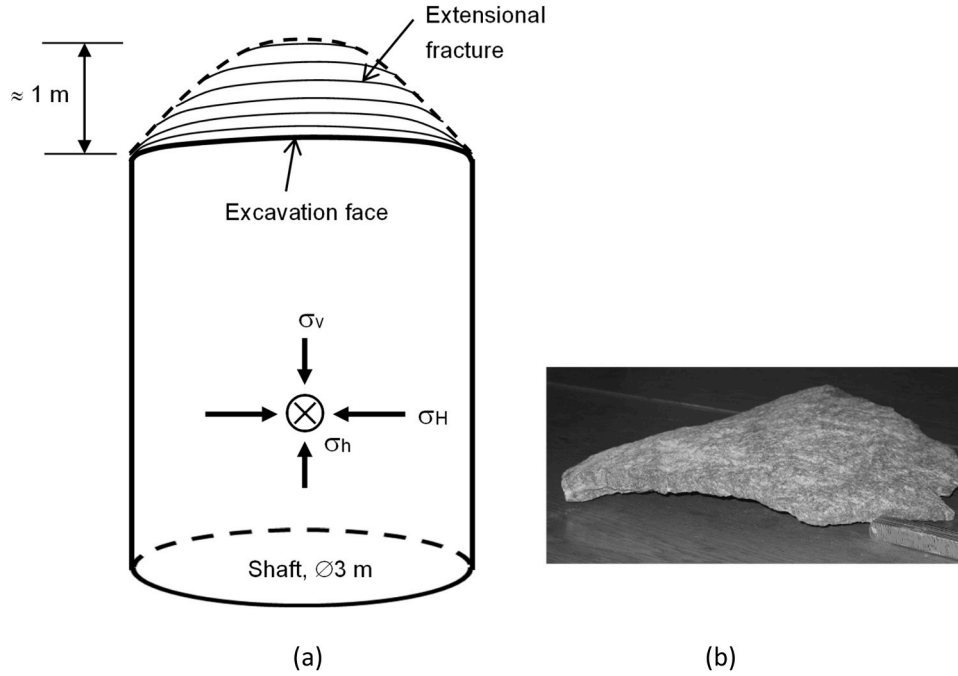 Extensional
fracture
≈ 1 m
Excavation face
σv
σH
σh
Shaft, ∅3 m
(a)
(b)